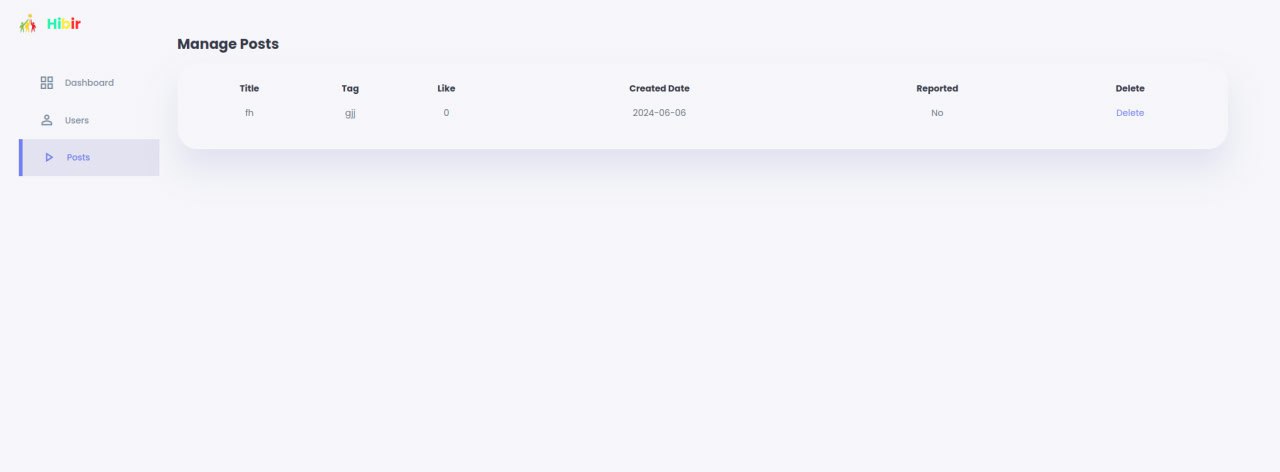 Hibir
Manage Posts
Dashboard
Users
Posts
Title Tag Like Created Date Reported Delete
fh gjj 0 2024-06-06 No Delete